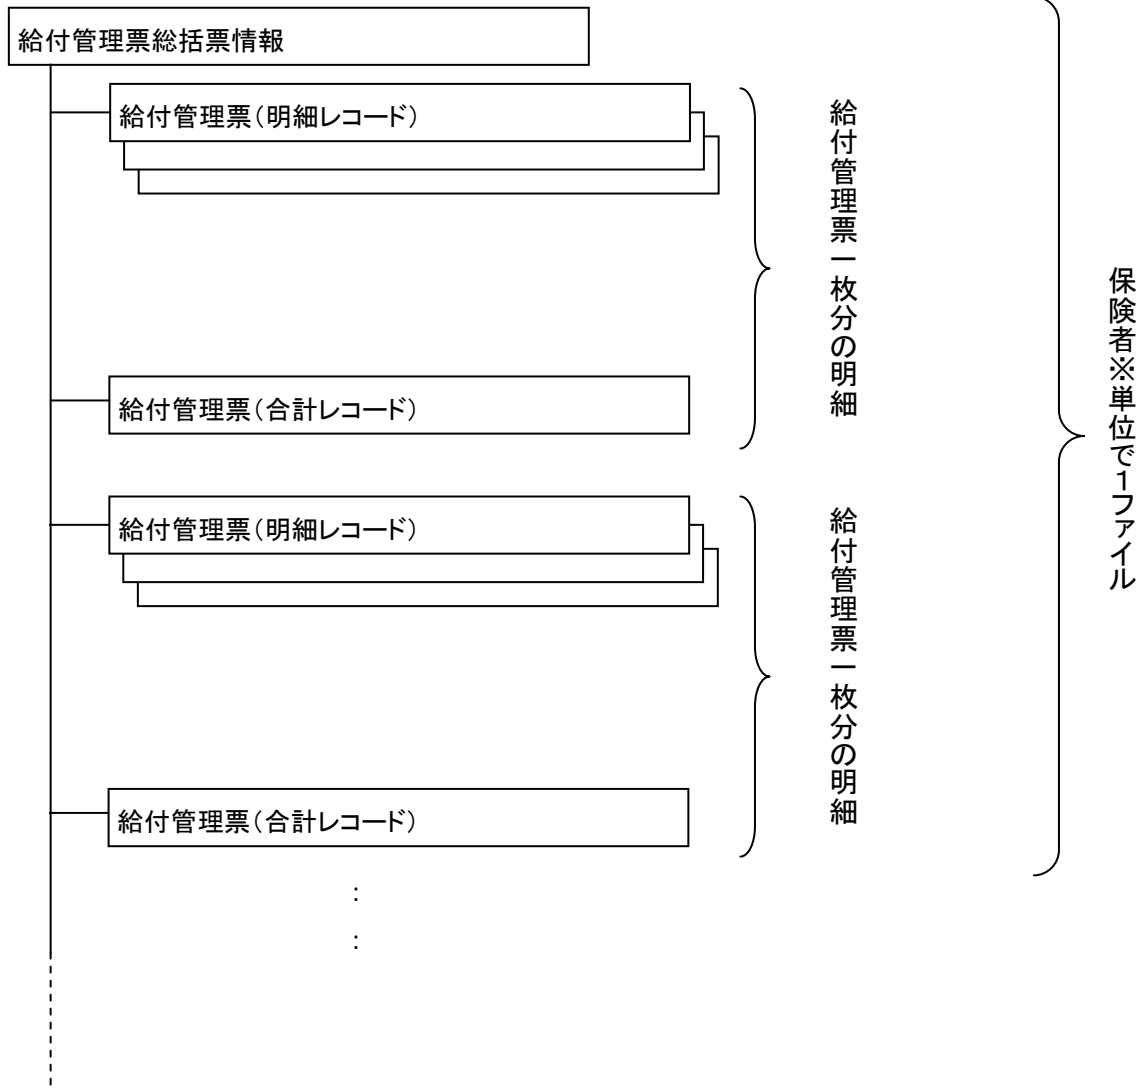 給付管理票総括票情報
給付管理票(明細レコード)
給付管理票(合計レコード)
給付管理票一枚分の明細
給付管理票(明細レコード)
給付管理票(合計レコード)
給付管理票一枚分の明細
:
:
保険者※単位で1ファイル